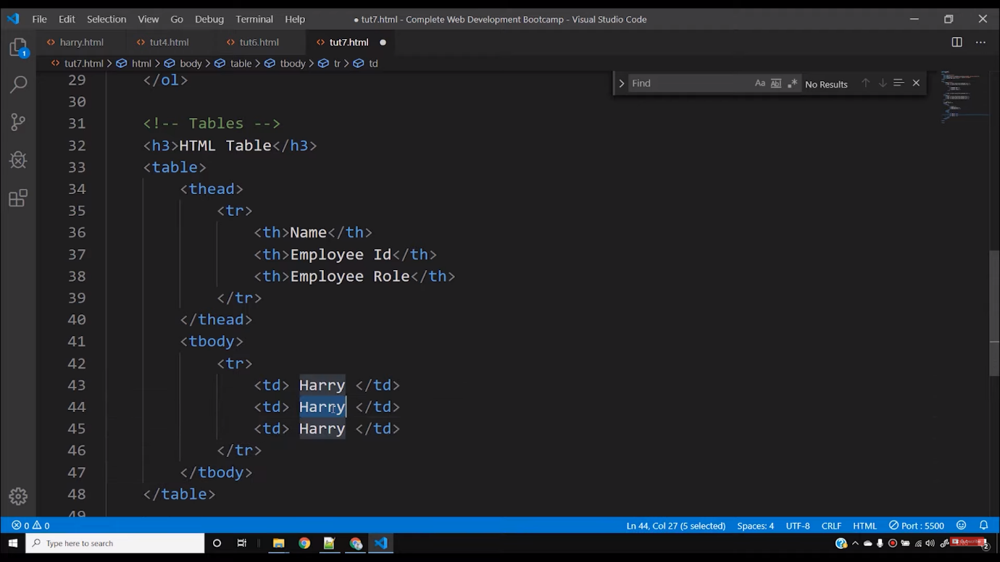 File Edit Selection View Go Debug Terminal Help ● tut7.html - Complete Web Development Bootcamp - Visual Studio Code
harry.html tut4.html tut6.html tut7.html
tut7.html > html > body > table > tbody > tr > td
Find Aa Abl .* No Results
1
29 </ol>
30
31 <!-- Tables -->
32 <h3>HTML Table</h3>
33 <table>
34 <thead>
35 <tr>
36 <th>Name</th>
37 <th>Employee Id</th>
38 <th>Employee Role</th>
39 </tr>
40 </thead>
41 <tbody>
42 <tr>
43 <td> Harry </td>
44 <td> Harry </td>
45 <td> Harry </td>
46 </tr>
47 </tbody>
48 </table>
49
0 0 Ln 44, Col 27 (5 selected) Spaces: 4 UTF-8 CRLF HTML Port : 5500
Type here to search 2